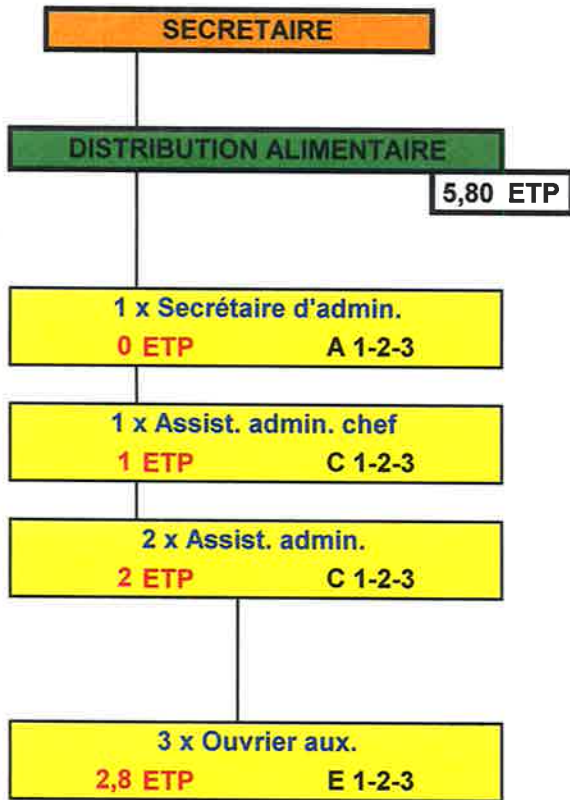 SECRETAIRE
DISTRIBUTION ALIMENTAIRE
5,80 ETP
1 x Secrétaire d'admin.
0 ETP A 1-2-3
1 x Assist. admin. chef
1 ETP C 1-2-3
2 x Assist. admin.
2 ETP C 1-2-3
3 x Ouvrier aux.
2,8 ETP E 1-2-3